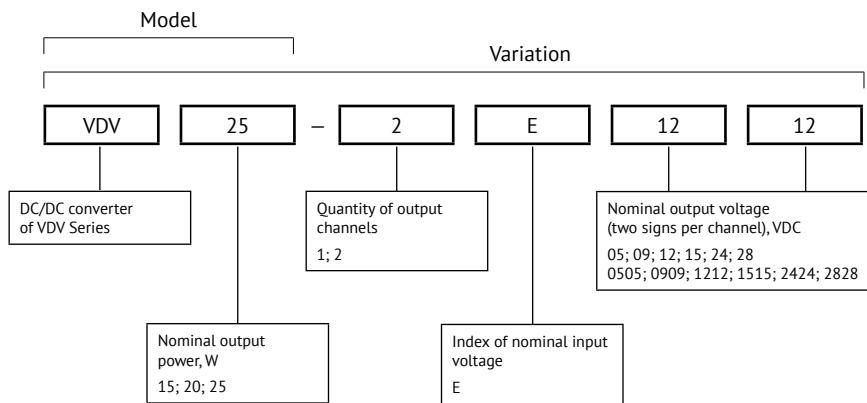 Model
Variation
VDV 25 – 2 E 12 12
DC/DC converter
of VDV Series
Quantity of output
channels
1; 2
Nominal output voltage
(two signs per channel), VDC
05; 09; 12; 15; 24; 28
0505; 0909; 1212; 1515; 2424; 2828
Nominal output
power, W
15; 20; 25
Index of nominal input
voltage
E